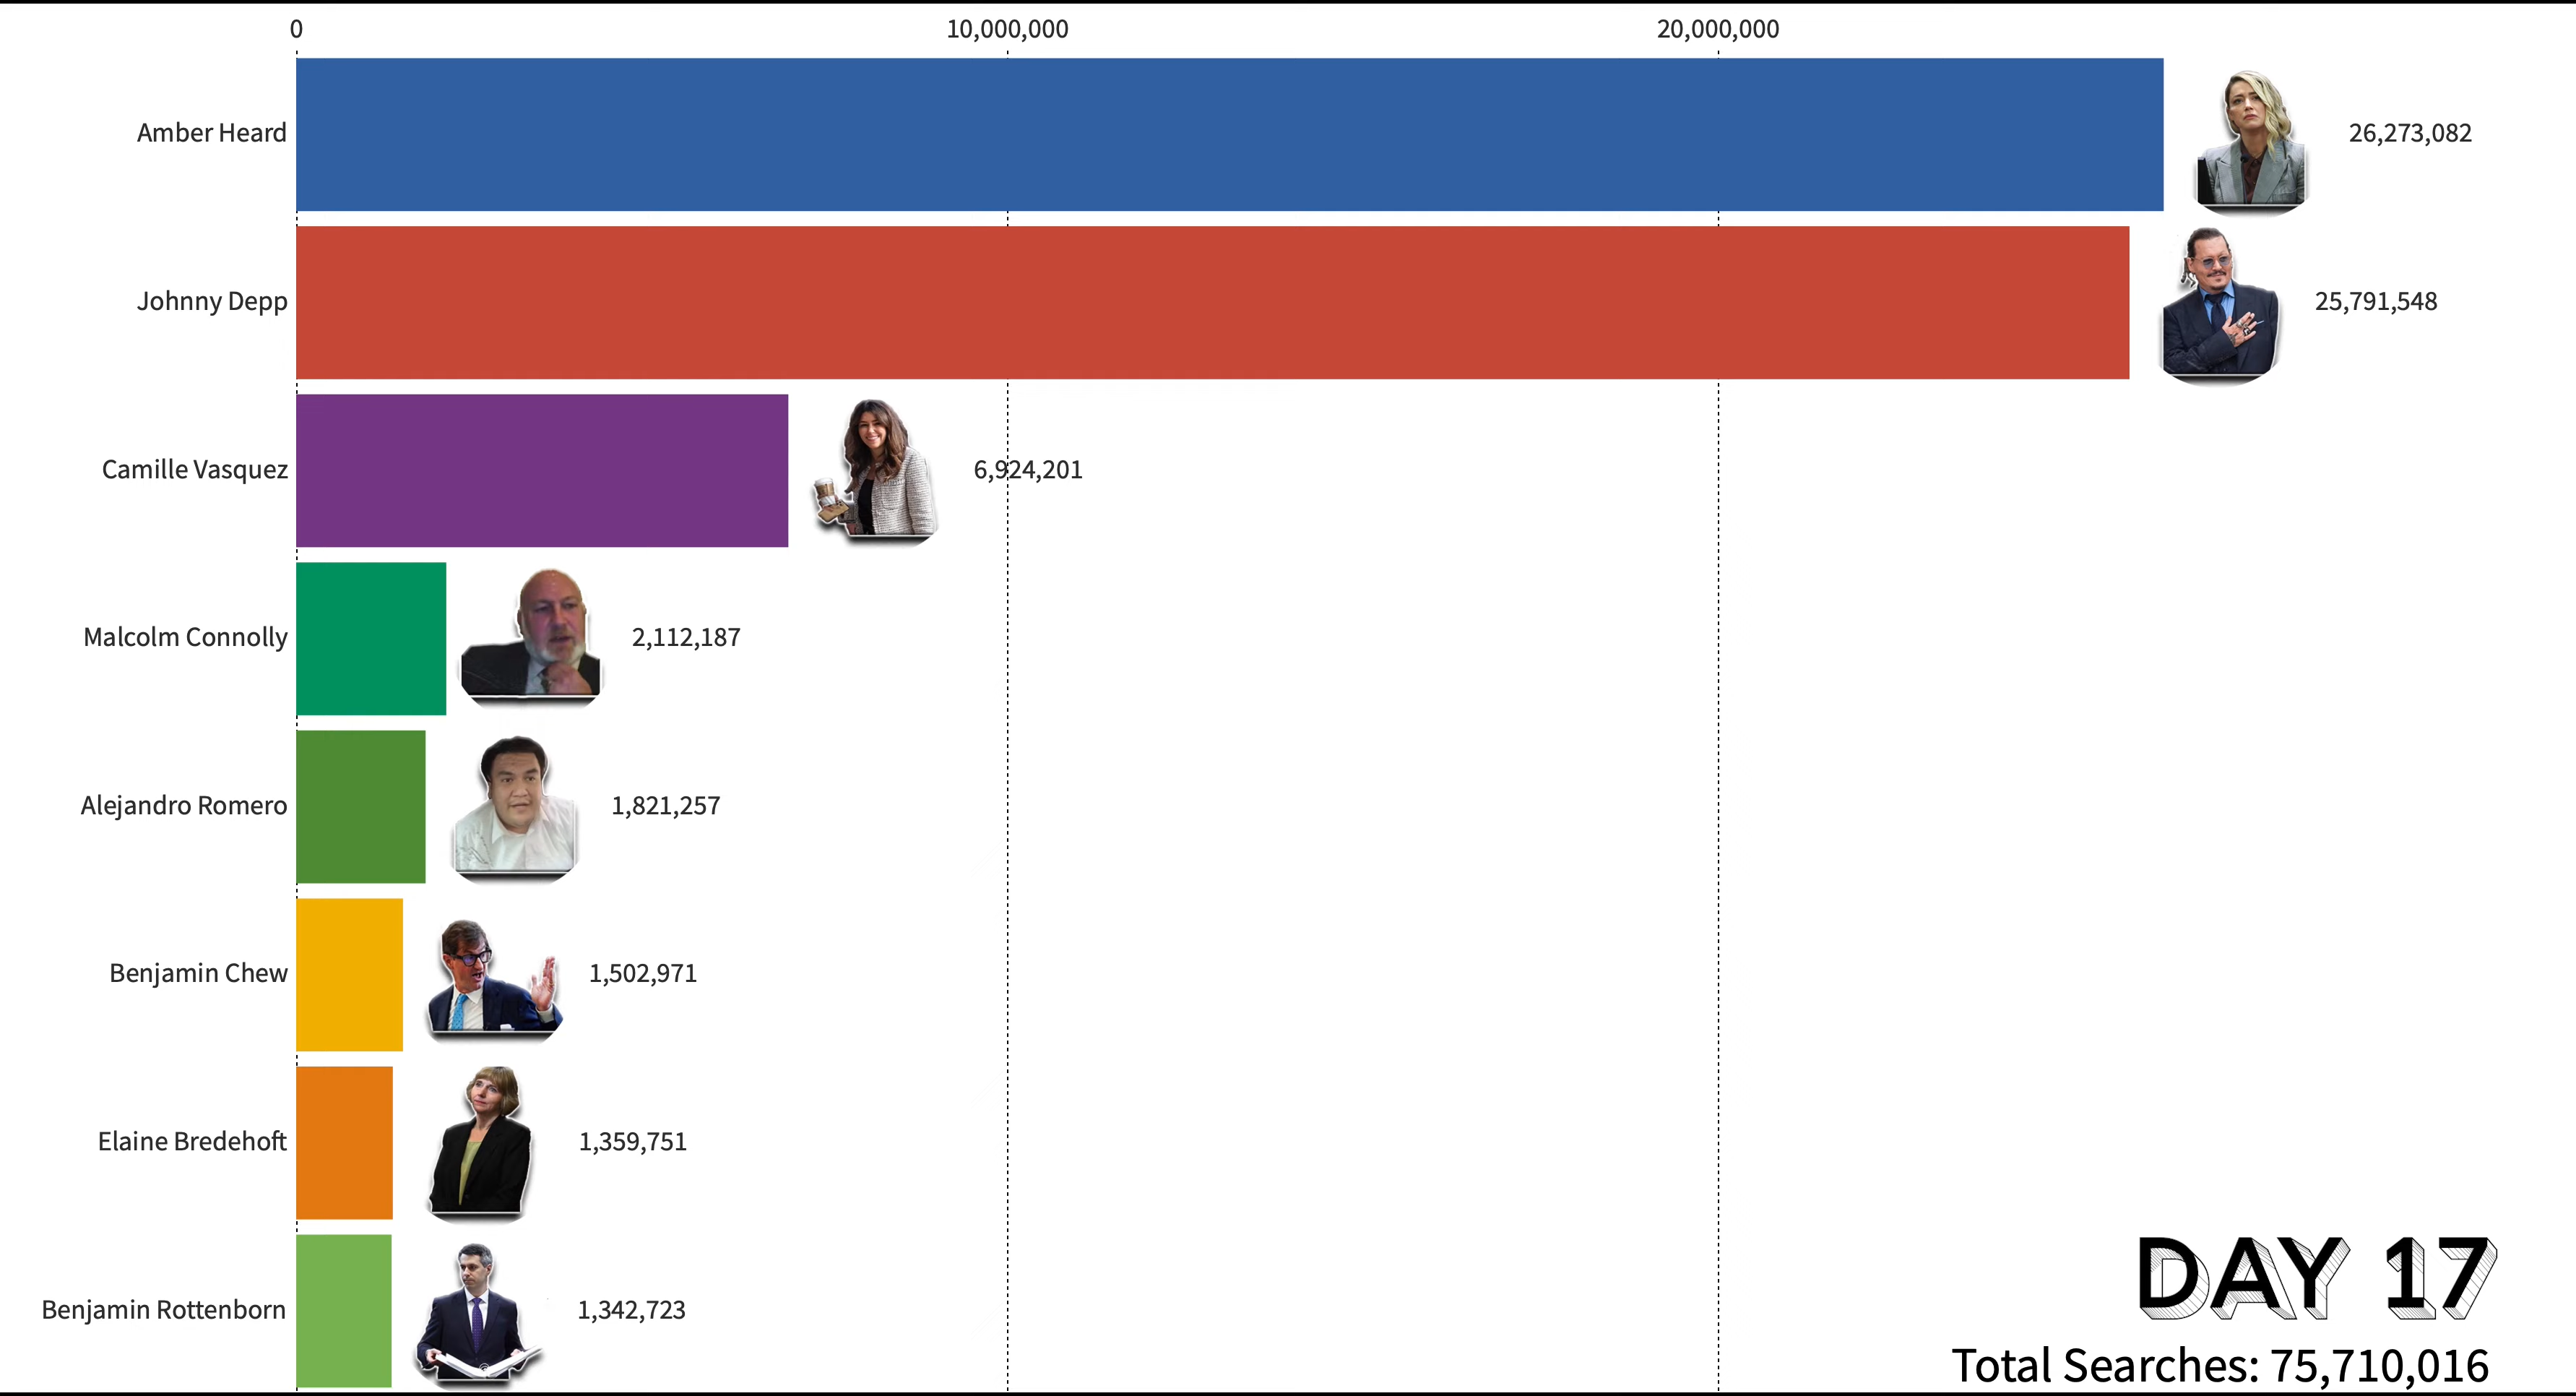 0 10,000,000 20,000,000
Amber Heard 26,273,082
Johnny Depp 25,791,548
Camille Vasquez 6,924,201
Malcolm Connolly 2,112,187
Alejandro Romero 1,821,257
Benjamin Chew 1,502,971
Elaine Bredehoft 1,359,751
Benjamin Rottenborn 1,342,723
DAY 17
Total Searches: 75,710,016